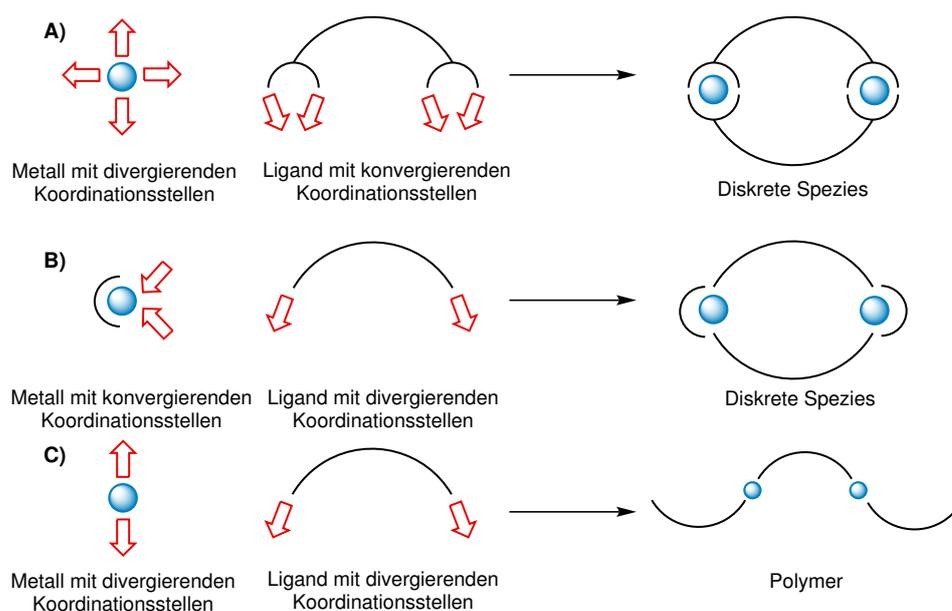 A)
Metall mit divergierenden
Koordinationsstellen
Ligand mit konvergierenden
Koordinationsstellen
Diskrete Spezies
B)
Metall mit konvergierenden
Koordinationsstellen
Ligand mit divergierenden
Koordinationsstellen
Diskrete Spezies
C)
Metall mit divergierenden
Koordinationsstellen
Ligand mit divergierenden
Koordinationsstellen
Polymer